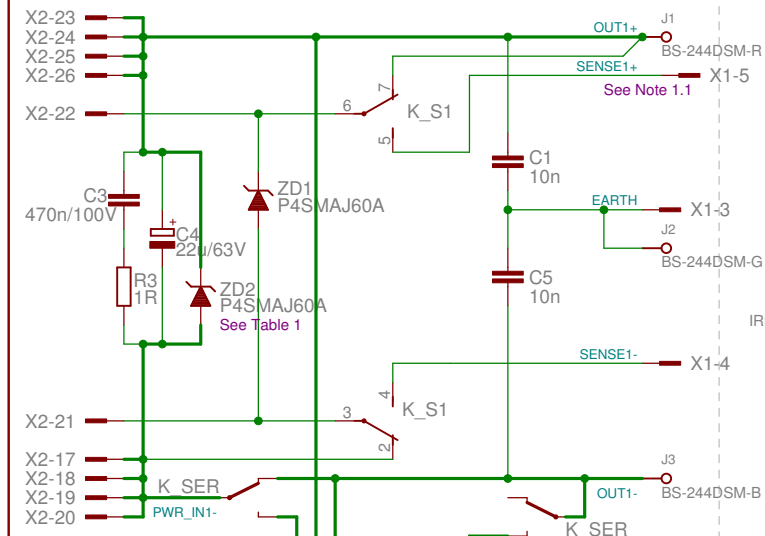 X2-23
X2-24
X2-25
X2-26
X2-22
OUT1+
J1
BS-244DSM-R
SENSE1+
X1-5
See Note 1.1
7
6
K_S1
5
C1
10n
C3
470n/100V
ZD1
P4SMAJ60A
+
C4
22u/63V
EARTH
X1-3
J2
BS-244DSM-G
R3
1R
ZD2
P4SMAJ60A
See Table 1
C5
10n
IR
SENSE1-
X1-4
4
X2-21
3
K_S1
2
X2-17
X2-18
X2-19
X2-20
K_SER
PWR_IN1-
J3
BS-244DSM-B
OUT1-
K_SER